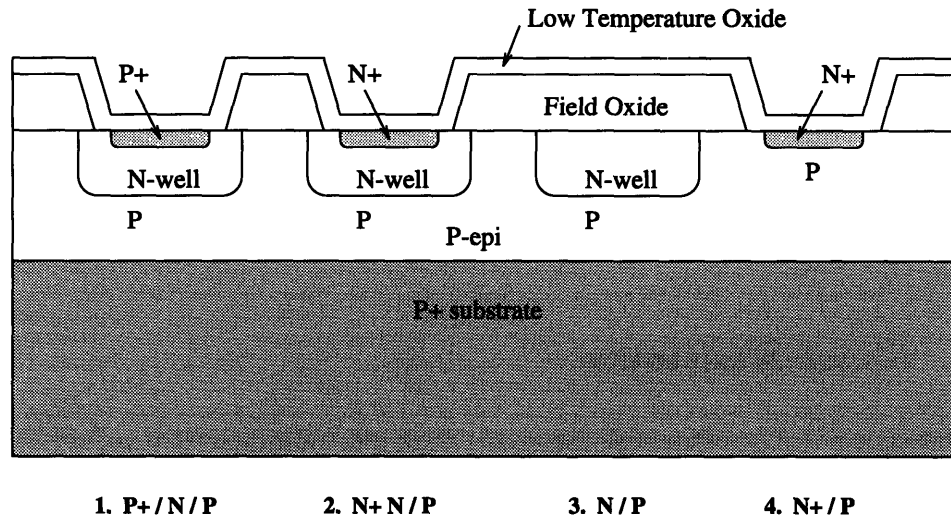 Low Temperature Oxide
P+
N+
N+
Field Oxide
N-well
N-well
N-well
P
P
P
P
P-epi
P+ substrate
1. P+ / N / P
2. N+ N / P
3. N / P
4. N+ / P